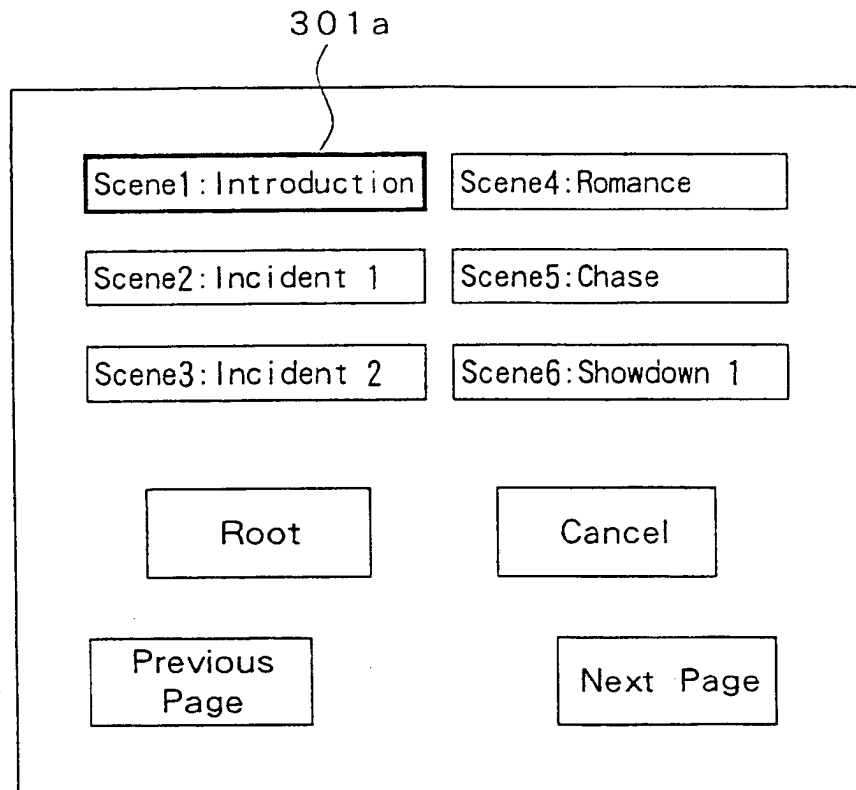 301a
Scene1:Introduction
Scene4:Romance
Scene2:Incident 1
Scene5:Chase
Scene3:Incident 2
Scene6:Showdown 1
Root
Cancel
Previous
Page
Next Page